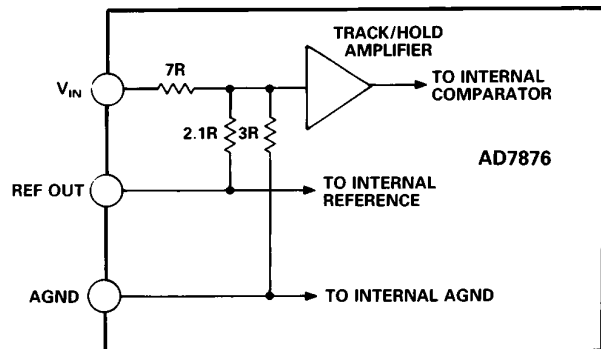 TRACK/HOLD
AMPLIFIER
7R
V_IN
TO INTERNAL
COMPARATOR
2.1R
3R
AD7876
REF OUT
TO INTERNAL
REFERENCE
AGND
TO INTERNAL AGND